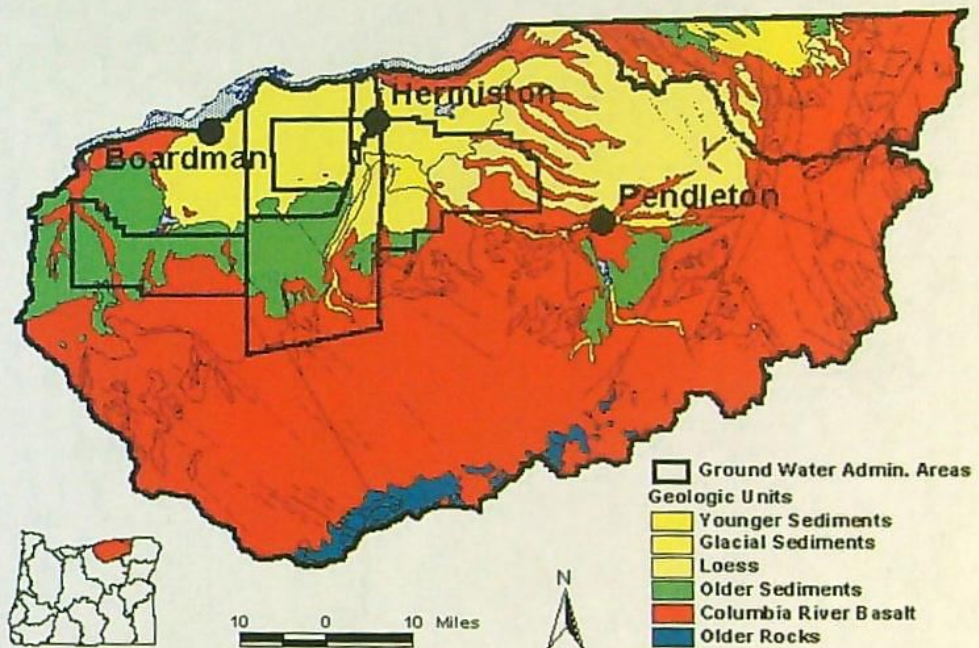 Hermiston
Boardman
Pendleton
Ground Water Admin. Areas
Geologic Units
Younger Sediments
Glacial Sediments
Loess
Older Sediments
Columbia River Basalt
Older Rocks
N
10 0 10 Miles